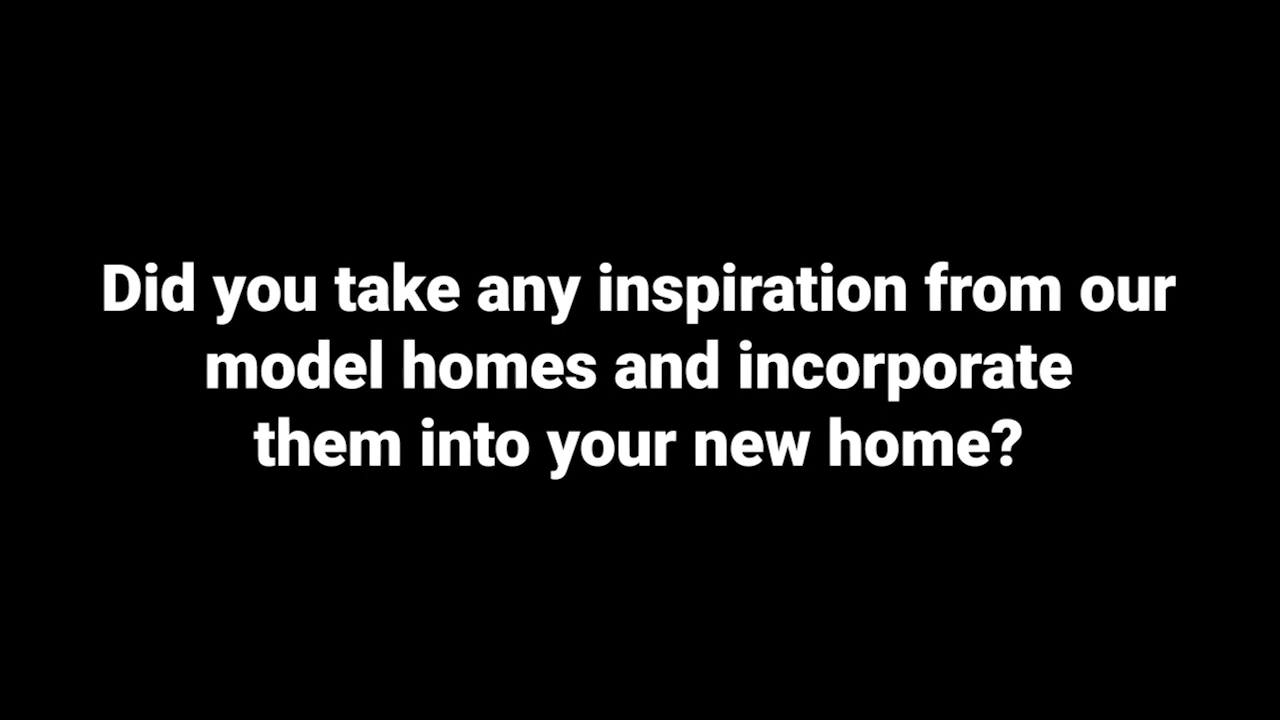 Did you take any inspiration from our
model homes and incorporate
them into your new home?